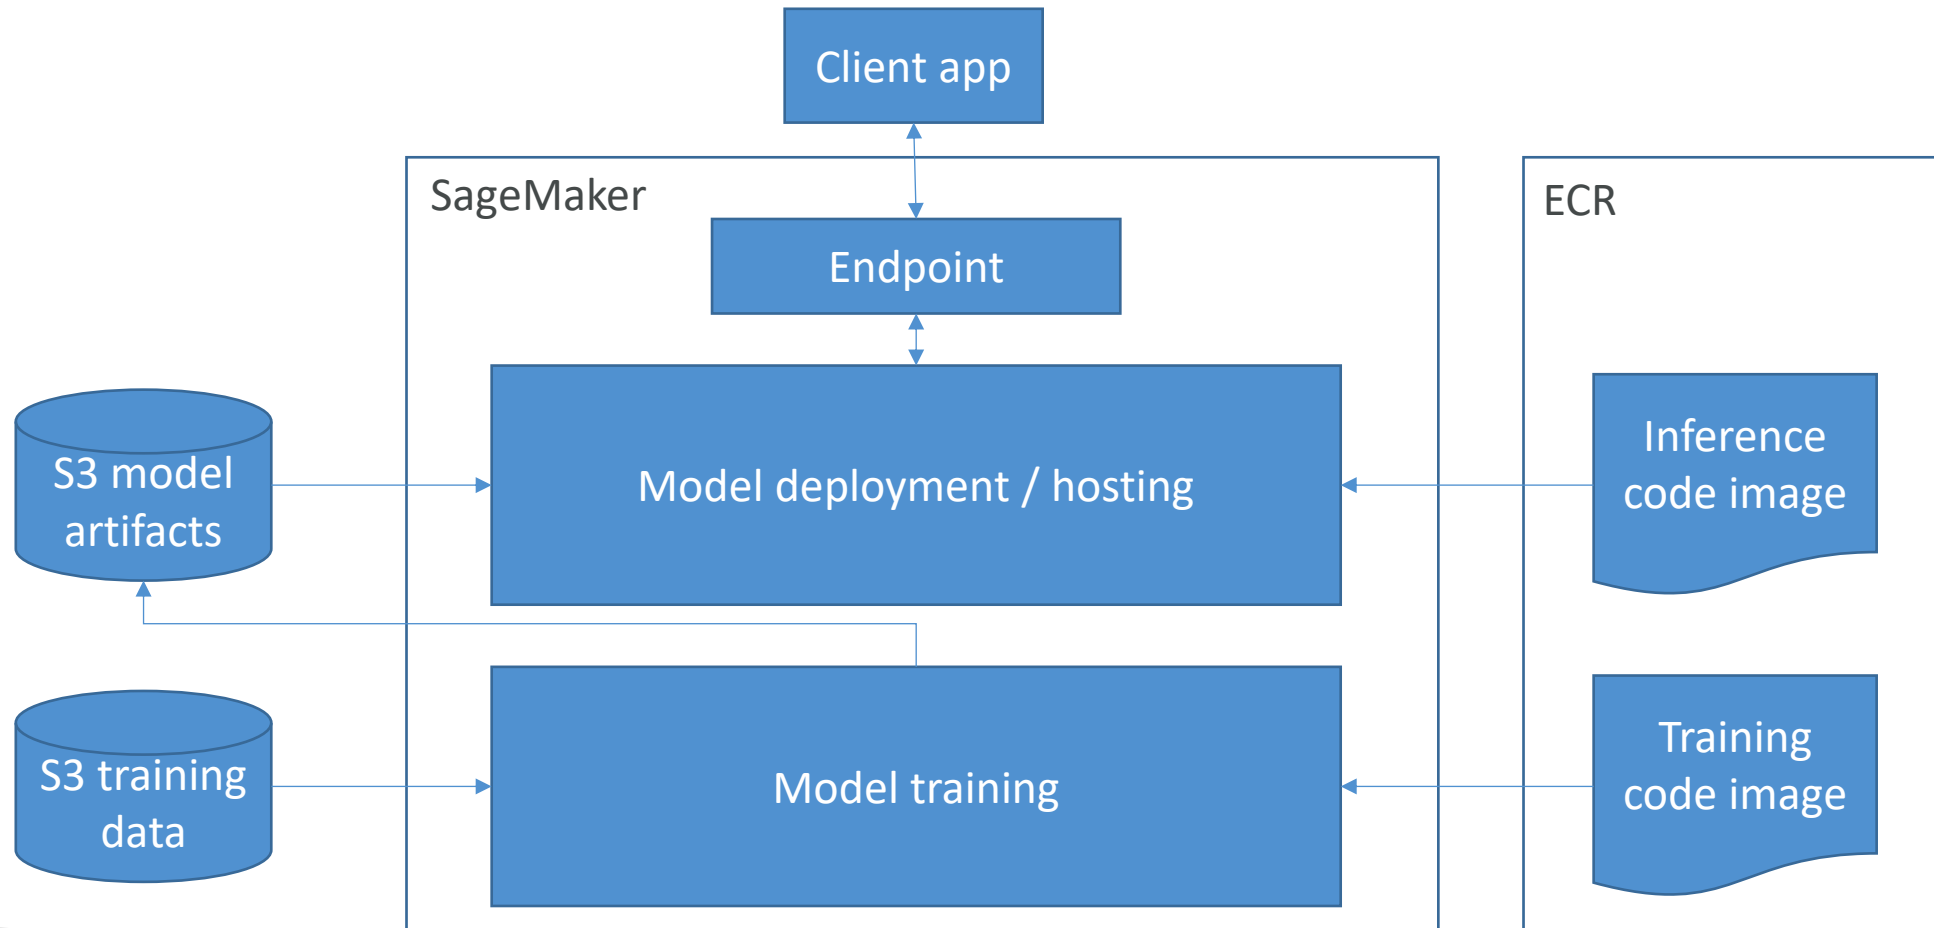 Client app
SageMaker
ECR
Endpoint
S3 model
artifacts
Model deployment / hosting
Inference
code image
S3 training
data
Model training
Training
code image